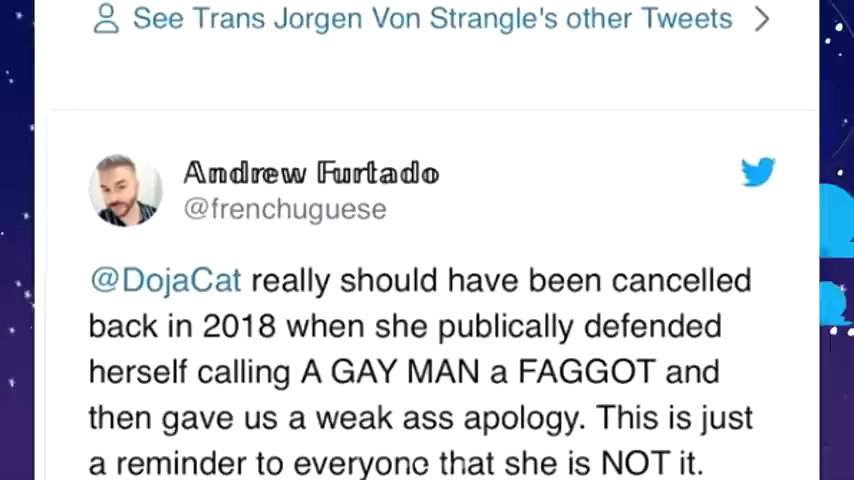 See Trans Jorgen Von Strangle's other Tweets
Andrew Furtado
@frenchuguese
@DojaCat really should have been cancelled
back in 2018 when she publically defended
herself calling A GAY MAN a FAGGOT and
then gave us a weak ass apology. This is just
a reminder to everyone that she is NOT it.